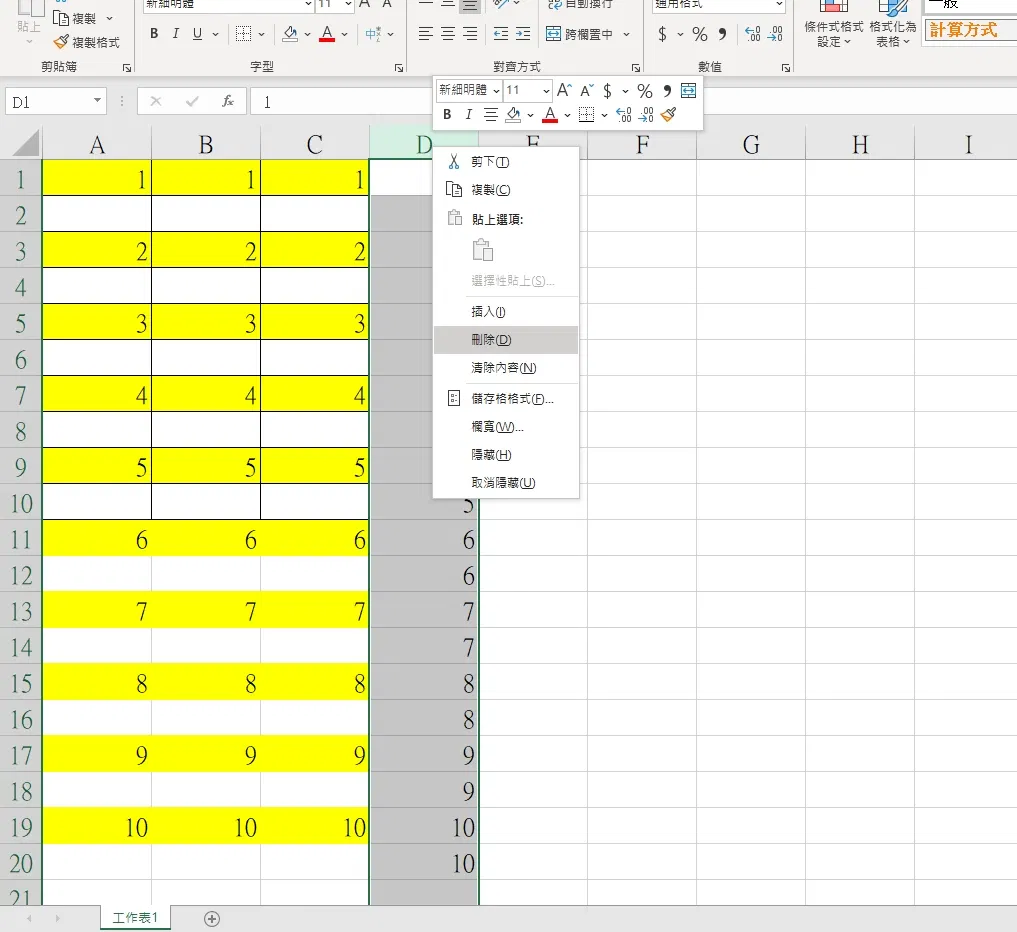 新細明體 11 A A 自動換行 通用格式 一般
貼上 複製 B I U A 中 跨欄置中 $ % , .00 .00 條件式格式設定 格式化為表格 計算方式
複製格式
剪貼簿 字型 對齊方式 數值
D1 fx 1
新細明體 11 A A $ % ,
B I A .00 .00
A B C D E F G H I
剪下(T)
複製(C)
貼上選項:
選擇性貼上(S)...
插入(I)
刪除(D)
清除內容(N)
儲存格格式(F)...
欄寬(W)...
隱藏(H)
取消隱藏(U)
1 1 1 1
2
3 2 2 2
4
5 3 3 3
6
7 4 4 4
8
9 5 5 5
10 5
11 6 6 6 6
12 6
13 7 7 7 7
14 7
15 8 8 8 8
16 8
17 9 9 9 9
18 9
19 10 10 10 10
20 10
21
工作表1